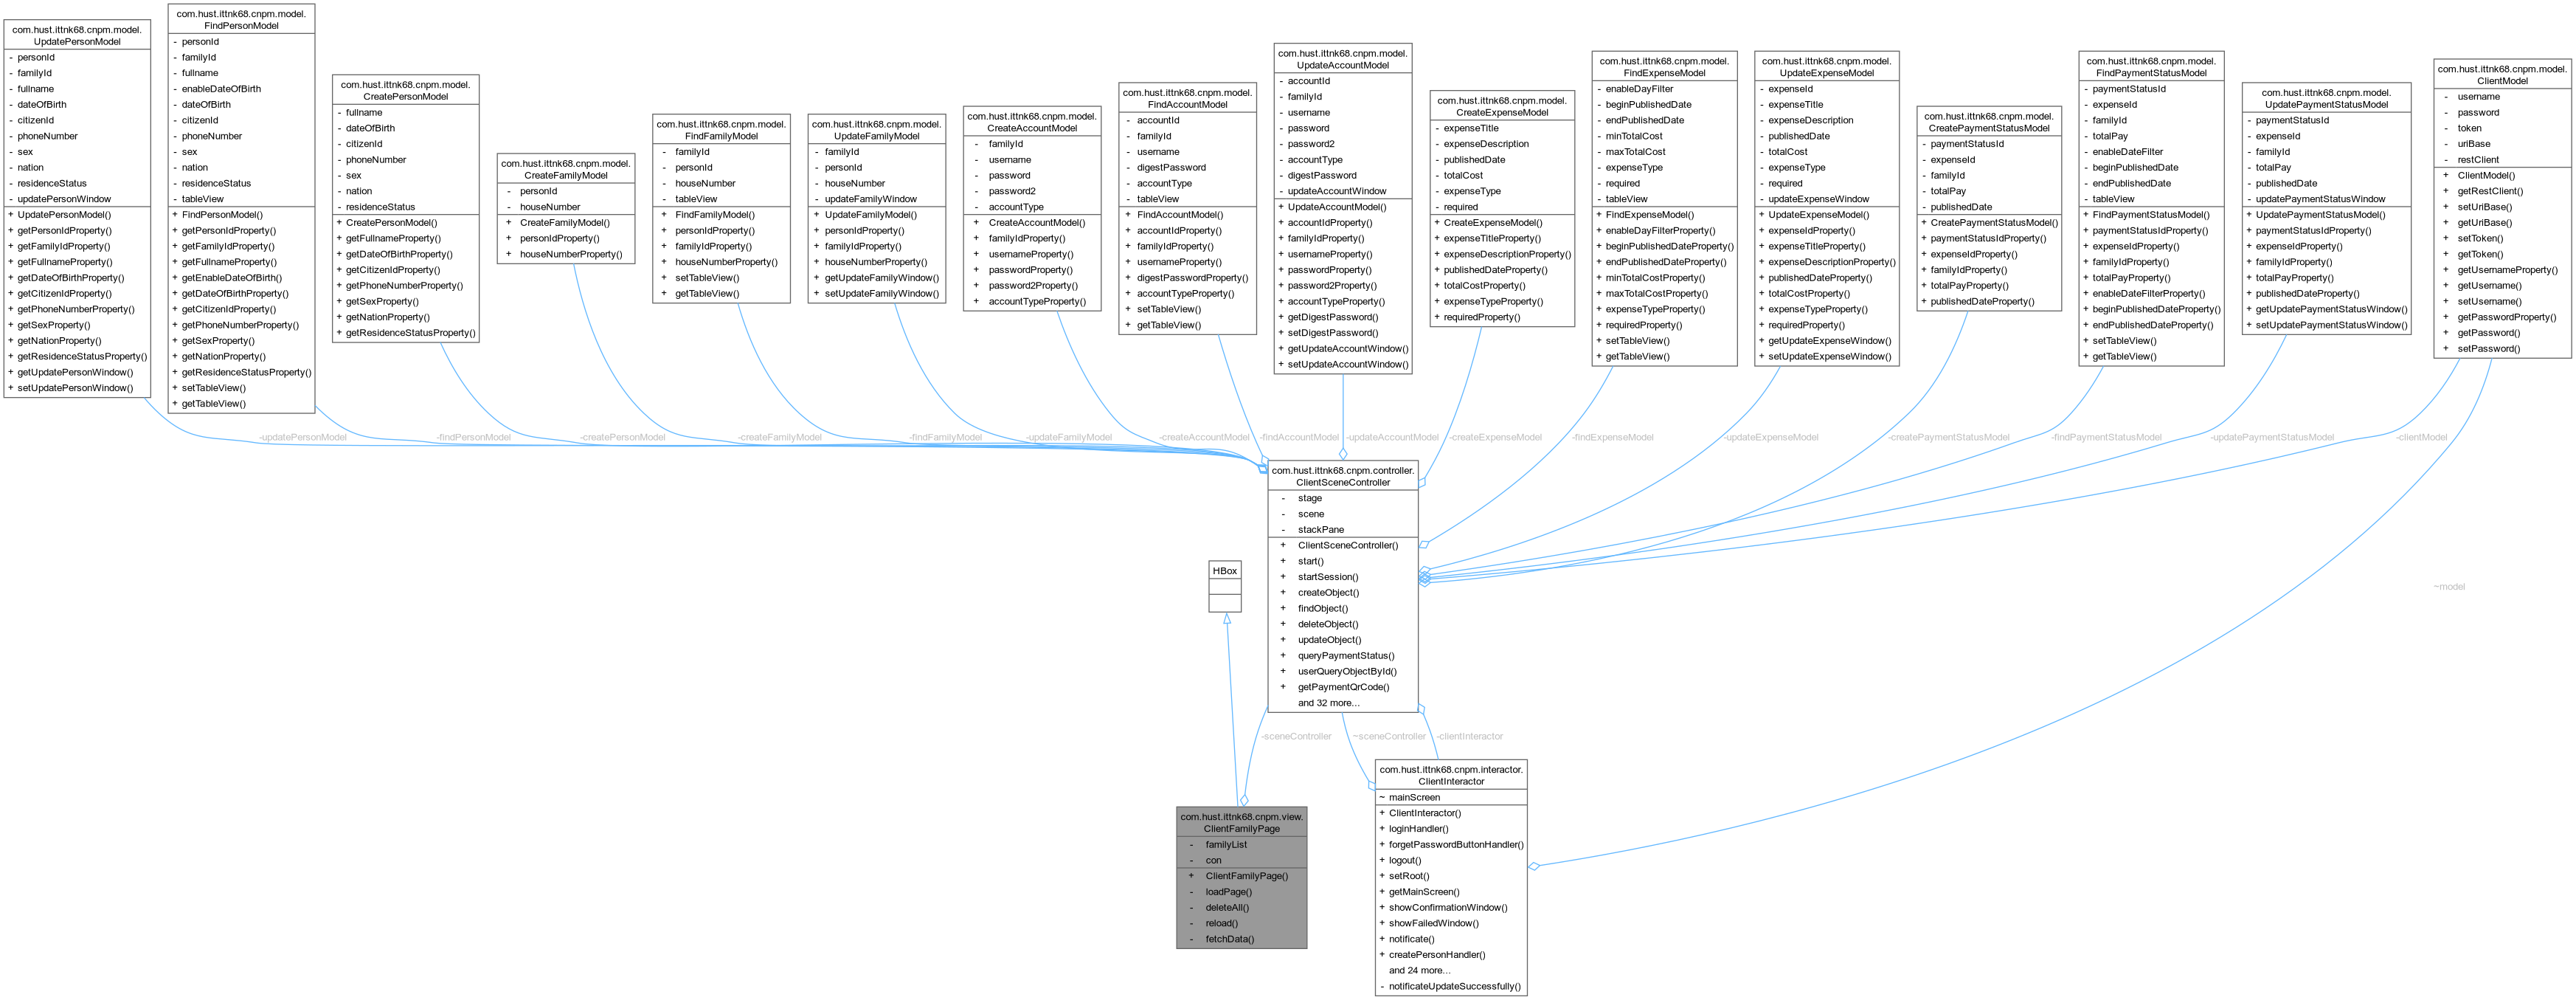 com.hust.ittnk68.cnpm.model.
UpdatePersonModel
- personId
- familyId
- fullname
- dateOfBirth
- citizenId
- phoneNumber
- sex
- nation
- residenceStatus
- updatePersonWindow
+ UpdatePersonModel()
+ getPersonIdProperty()
+ getFamilyIdProperty()
+ getFullnameProperty()
+ getDateOfBirthProperty()
+ getCitizenIdProperty()
+ getPhoneNumberProperty()
+ getSexProperty()
+ getNationProperty()
+ getResidenceStatusProperty()
+ getUpdatePersonWindow()
+ setUpdatePersonWindow()
com.hust.ittnk68.cnpm.model.
FindPersonModel
- personId
- familyId
- fullname
- enableDateOfBirth
- dateOfBirth
- citizenId
- phoneNumber
- sex
- nation
- residenceStatus
- tableView
+ FindPersonModel()
+ getPersonIdProperty()
+ getFamilyIdProperty()
+ getFullnameProperty()
+ getEnableDateOfBirth()
+ getDateOfBirthProperty()
+ getCitizenIdProperty()
+ getPhoneNumberProperty()
+ getSexProperty()
+ getNationProperty()
+ getResidenceStatusProperty()
+ setTableView()
+ getTableView()
com.hust.ittnk68.cnpm.model.
CreatePersonModel
- fullname
- dateOfBirth
- citizenId
- phoneNumber
- sex
- nation
- residenceStatus
+ CreatePersonModel()
+ getFullnameProperty()
+ getDateOfBirthProperty()
+ getCitizenIdProperty()
+ getPhoneNumberProperty()
+ getSexProperty()
+ getNationProperty()
+ getResidenceStatusProperty()
com.hust.ittnk68.cnpm.model.
CreateFamilyModel
- personId
- houseNumber
+ CreateFamilyModel()
+ personIdProperty()
+ houseNumberProperty()
com.hust.ittnk68.cnpm.model.
FindFamilyModel
- familyId
- personId
- houseNumber
- tableView
+ FindFamilyModel()
+ personIdProperty()
+ familyIdProperty()
+ houseNumberProperty()
+ setTableView()
+ getTableView()
com.hust.ittnk68.cnpm.model.
UpdateFamilyModel
- familyId
- personId
- houseNumber
- updateFamilyWindow
+ UpdateFamilyModel()
+ personIdProperty()
+ familyIdProperty()
+ houseNumberProperty()
+ getUpdateFamilyWindow()
+ setUpdateFamilyWindow()
com.hust.ittnk68.cnpm.model.
CreateAccountModel
- familyId
- username
- password
- password2
- accountType
+ CreateAccountModel()
+ familyIdProperty()
+ usernameProperty()
+ passwordProperty()
+ password2Property()
+ accountTypeProperty()
com.hust.ittnk68.cnpm.model.
FindAccountModel
- accountId
- familyId
- username
- digestPassword
- accountType
- tableView
+ FindAccountModel()
+ accountIdProperty()
+ familyIdProperty()
+ usernameProperty()
+ digestPasswordProperty()
+ accountTypeProperty()
+ setTableView()
+ getTableView()
com.hust.ittnk68.cnpm.model.
UpdateAccountModel
- accountId
- familyId
- username
- password
- password2
- accountType
- digestPassword
- updateAccountWindow
+ UpdateAccountModel()
+ accountIdProperty()
+ familyIdProperty()
+ usernameProperty()
+ passwordProperty()
+ password2Property()
+ accountTypeProperty()
+ getDigestPassword()
+ setDigestPassword()
+ getUpdateAccountWindow()
+ setUpdateAccountWindow()
com.hust.ittnk68.cnpm.model.
CreateExpenseModel
- expenseTitle
- expenseDescription
- publishedDate
- totalCost
- expenseType
- required
+ CreateExpenseModel()
+ expenseTitleProperty()
+ expenseDescriptionProperty()
+ publishedDateProperty()
+ totalCostProperty()
+ expenseTypeProperty()
+ requiredProperty()
com.hust.ittnk68.cnpm.model.
FindExpenseModel
- enableDayFilter
- beginPublishedDate
- endPublishedDate
- minTotalCost
- maxTotalCost
- expenseType
- required
- tableView
+ FindExpenseModel()
+ enableDayFilterProperty()
+ beginPublishedDateProperty()
+ endPublishedDateProperty()
+ minTotalCostProperty()
+ maxTotalCostProperty()
+ expenseTypeProperty()
+ requiredProperty()
+ setTableView()
+ getTableView()
com.hust.ittnk68.cnpm.model.
UpdateExpenseModel
- expenseId
- expenseTitle
- expenseDescription
- publishedDate
- totalCost
- expenseType
- required
- updateExpenseWindow
+ UpdateExpenseModel()
+ expenseIdProperty()
+ expenseTitleProperty()
+ expenseDescriptionProperty()
+ publishedDateProperty()
+ totalCostProperty()
+ expenseTypeProperty()
+ requiredProperty()
+ getUpdateExpenseWindow()
+ setUpdateExpenseWindow()
com.hust.ittnk68.cnpm.model.
CreatePaymentStatusModel
- paymentStatusId
- expenseId
- familyId
- totalPay
- publishedDate
+ CreatePaymentStatusModel()
+ paymentStatusIdProperty()
+ expenseIdProperty()
+ familyIdProperty()
+ totalPayProperty()
+ publishedDateProperty()
com.hust.ittnk68.cnpm.model.
FindPaymentStatusModel
- paymentStatusId
- expenseId
- familyId
- totalPay
- enableDateFilter
- beginPublishedDate
- endPublishedDate
- tableView
+ FindPaymentStatusModel()
+ paymentStatusIdProperty()
+ expenseIdProperty()
+ familyIdProperty()
+ totalPayProperty()
+ enableDateFilterProperty()
+ beginPublishedDateProperty()
+ endPublishedDateProperty()
+ setTableView()
+ getTableView()
com.hust.ittnk68.cnpm.model.
UpdatePaymentStatusModel
- paymentStatusId
- expenseId
- familyId
- totalPay
- publishedDate
- updatePaymentStatusWindow
+ UpdatePaymentStatusModel()
+ paymentStatusIdProperty()
+ expenseIdProperty()
+ familyIdProperty()
+ totalPayProperty()
+ publishedDateProperty()
+ getUpdatePaymentStatusWindow()
+ setUpdatePaymentStatusWindow()
com.hust.ittnk68.cnpm.model.
ClientModel
- username
- password
- token
- uriBase
- restClient
+ ClientModel()
+ getRestClient()
+ setUriBase()
+ getUriBase()
+ setToken()
+ getToken()
+ getUsernameProperty()
+ getUsername()
+ setUsername()
+ getPasswordProperty()
+ getPassword()
+ setPassword()
-updatePersonModel
-findPersonModel
-createPersonModel
-createFamilyModel
-findFamilyModel
-updateFamilyModel
-createAccountModel
-findAccountModel
-updateAccountModel
-createExpenseModel
-findExpenseModel
-updateExpenseModel
-createPaymentStatusModel
-findPaymentStatusModel
-updatePaymentStatusModel
-clientModel
com.hust.ittnk68.cnpm.controller.
ClientSceneController
- stage
- scene
- stackPane
+ ClientSceneController()
+ start()
+ startSession()
+ createObject()
+ findObject()
+ deleteObject()
+ updateObject()
+ queryPaymentStatus()
+ userQueryObjectById()
+ getPaymentQrCode()
and 32 more...
HBox
~model
-sceneController
~sceneController
-clientInteractor
com.hust.ittnk68.cnpm.view.
ClientFamilyPage
- familyList
- con
+ ClientFamilyPage()
- loadPage()
- deleteAll()
- reload()
- fetchData()
com.hust.ittnk68.cnpm.interactor.
ClientInteractor
~ mainScreen
+ ClientInteractor()
+ loginHandler()
+ forgetPasswordButtonHandler()
+ logout()
+ setRoot()
+ getMainScreen()
+ showConfirmationWindow()
+ showFailedWindow()
+ notificate()
+ createPersonHandler()
and 24 more...
- notificateUpdateSuccessfully()